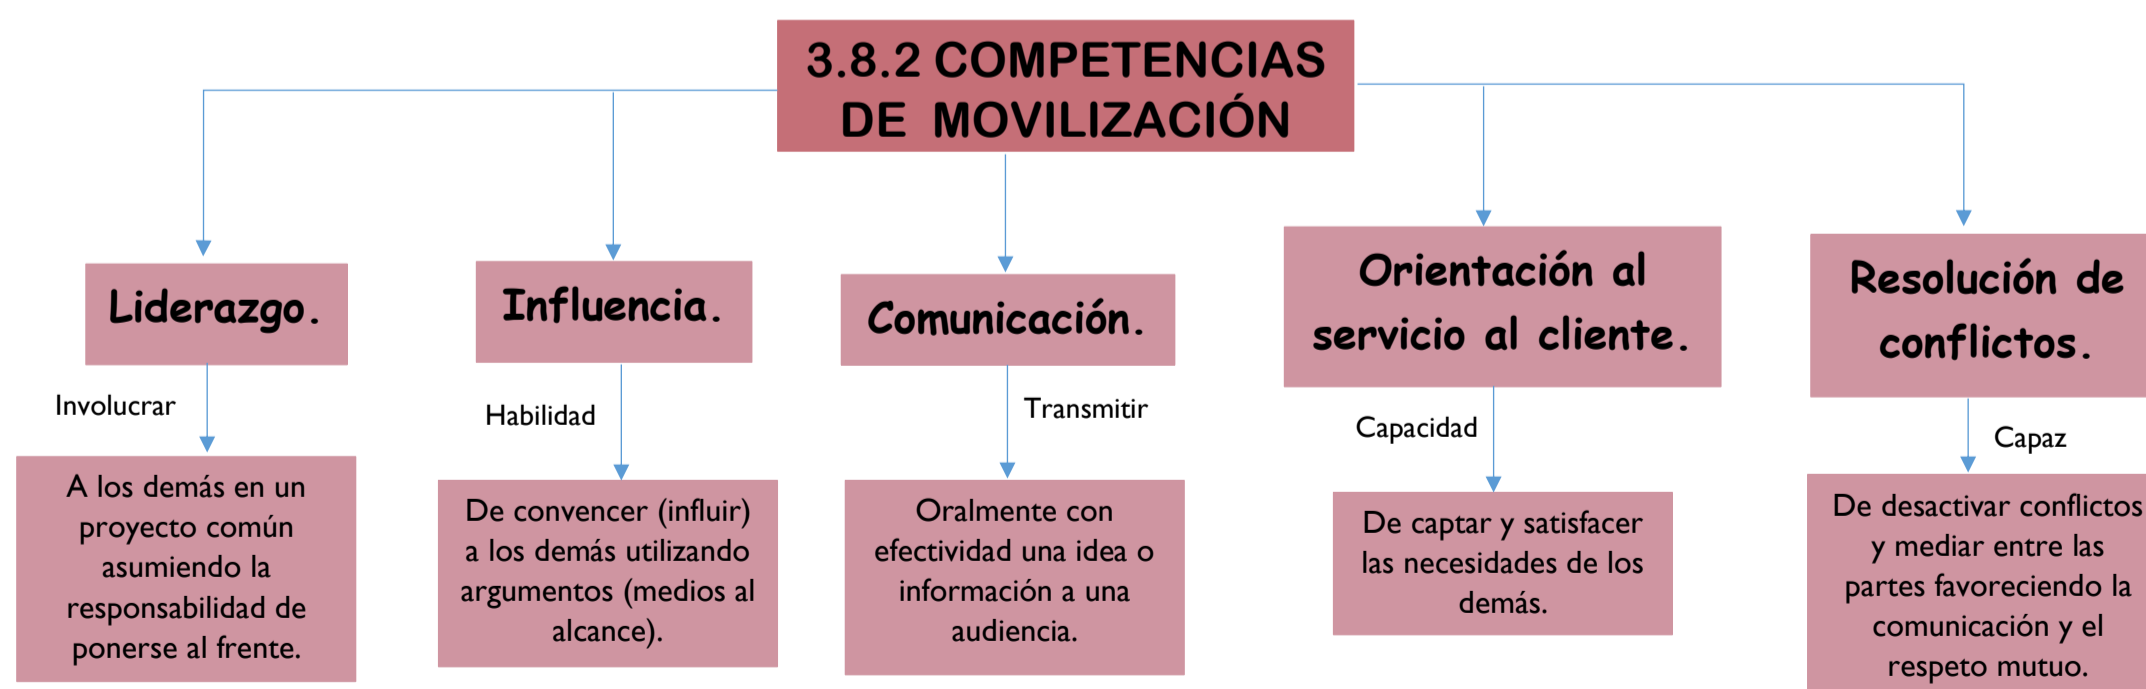 3.8.2 COMPETENCIAS
DE MOVILIZACIÓN
Liderazgo.
Involucrar
A los demás en un
proyecto común
asumiendo la
responsabilidad de
ponerse al frente.
Influencia.
Habilidad
De convencer (influir)
a los demás utilizando
argumentos (medios al
alcance).
Comunicación.
Transmitir
Oralmente con
efectividad una idea o
información a una
audiencia.
Orientación al
servicio al cliente.
Capacidad
De captar y satisfacer
las necesidades de los
demás.
Resolución de
conflictos.
Capaz
De desactivar conflictos
y mediar entre las
partes favoreciendo la
comunicación y el
respeto mutuo.